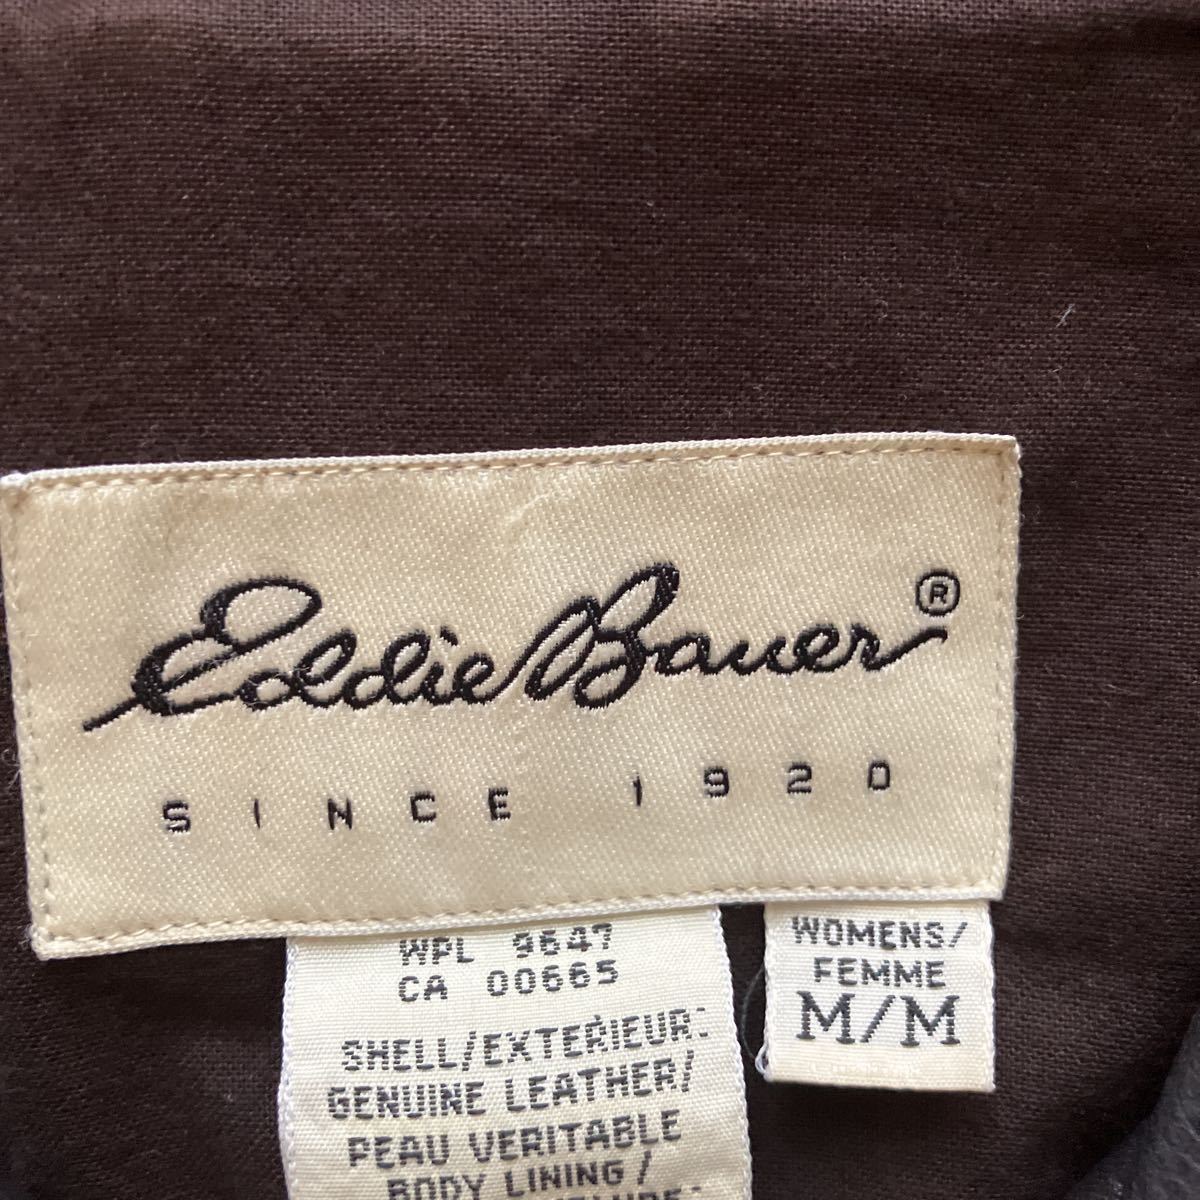 Eddie Bauer®
SINCE 1920
WPL 9647
CA 00665
SHELL/EXTERIEUR:
GENUINE LEATHER/
PEAU VERITABLE
BODY LINING/
WOMENS/
FEMME
M/M